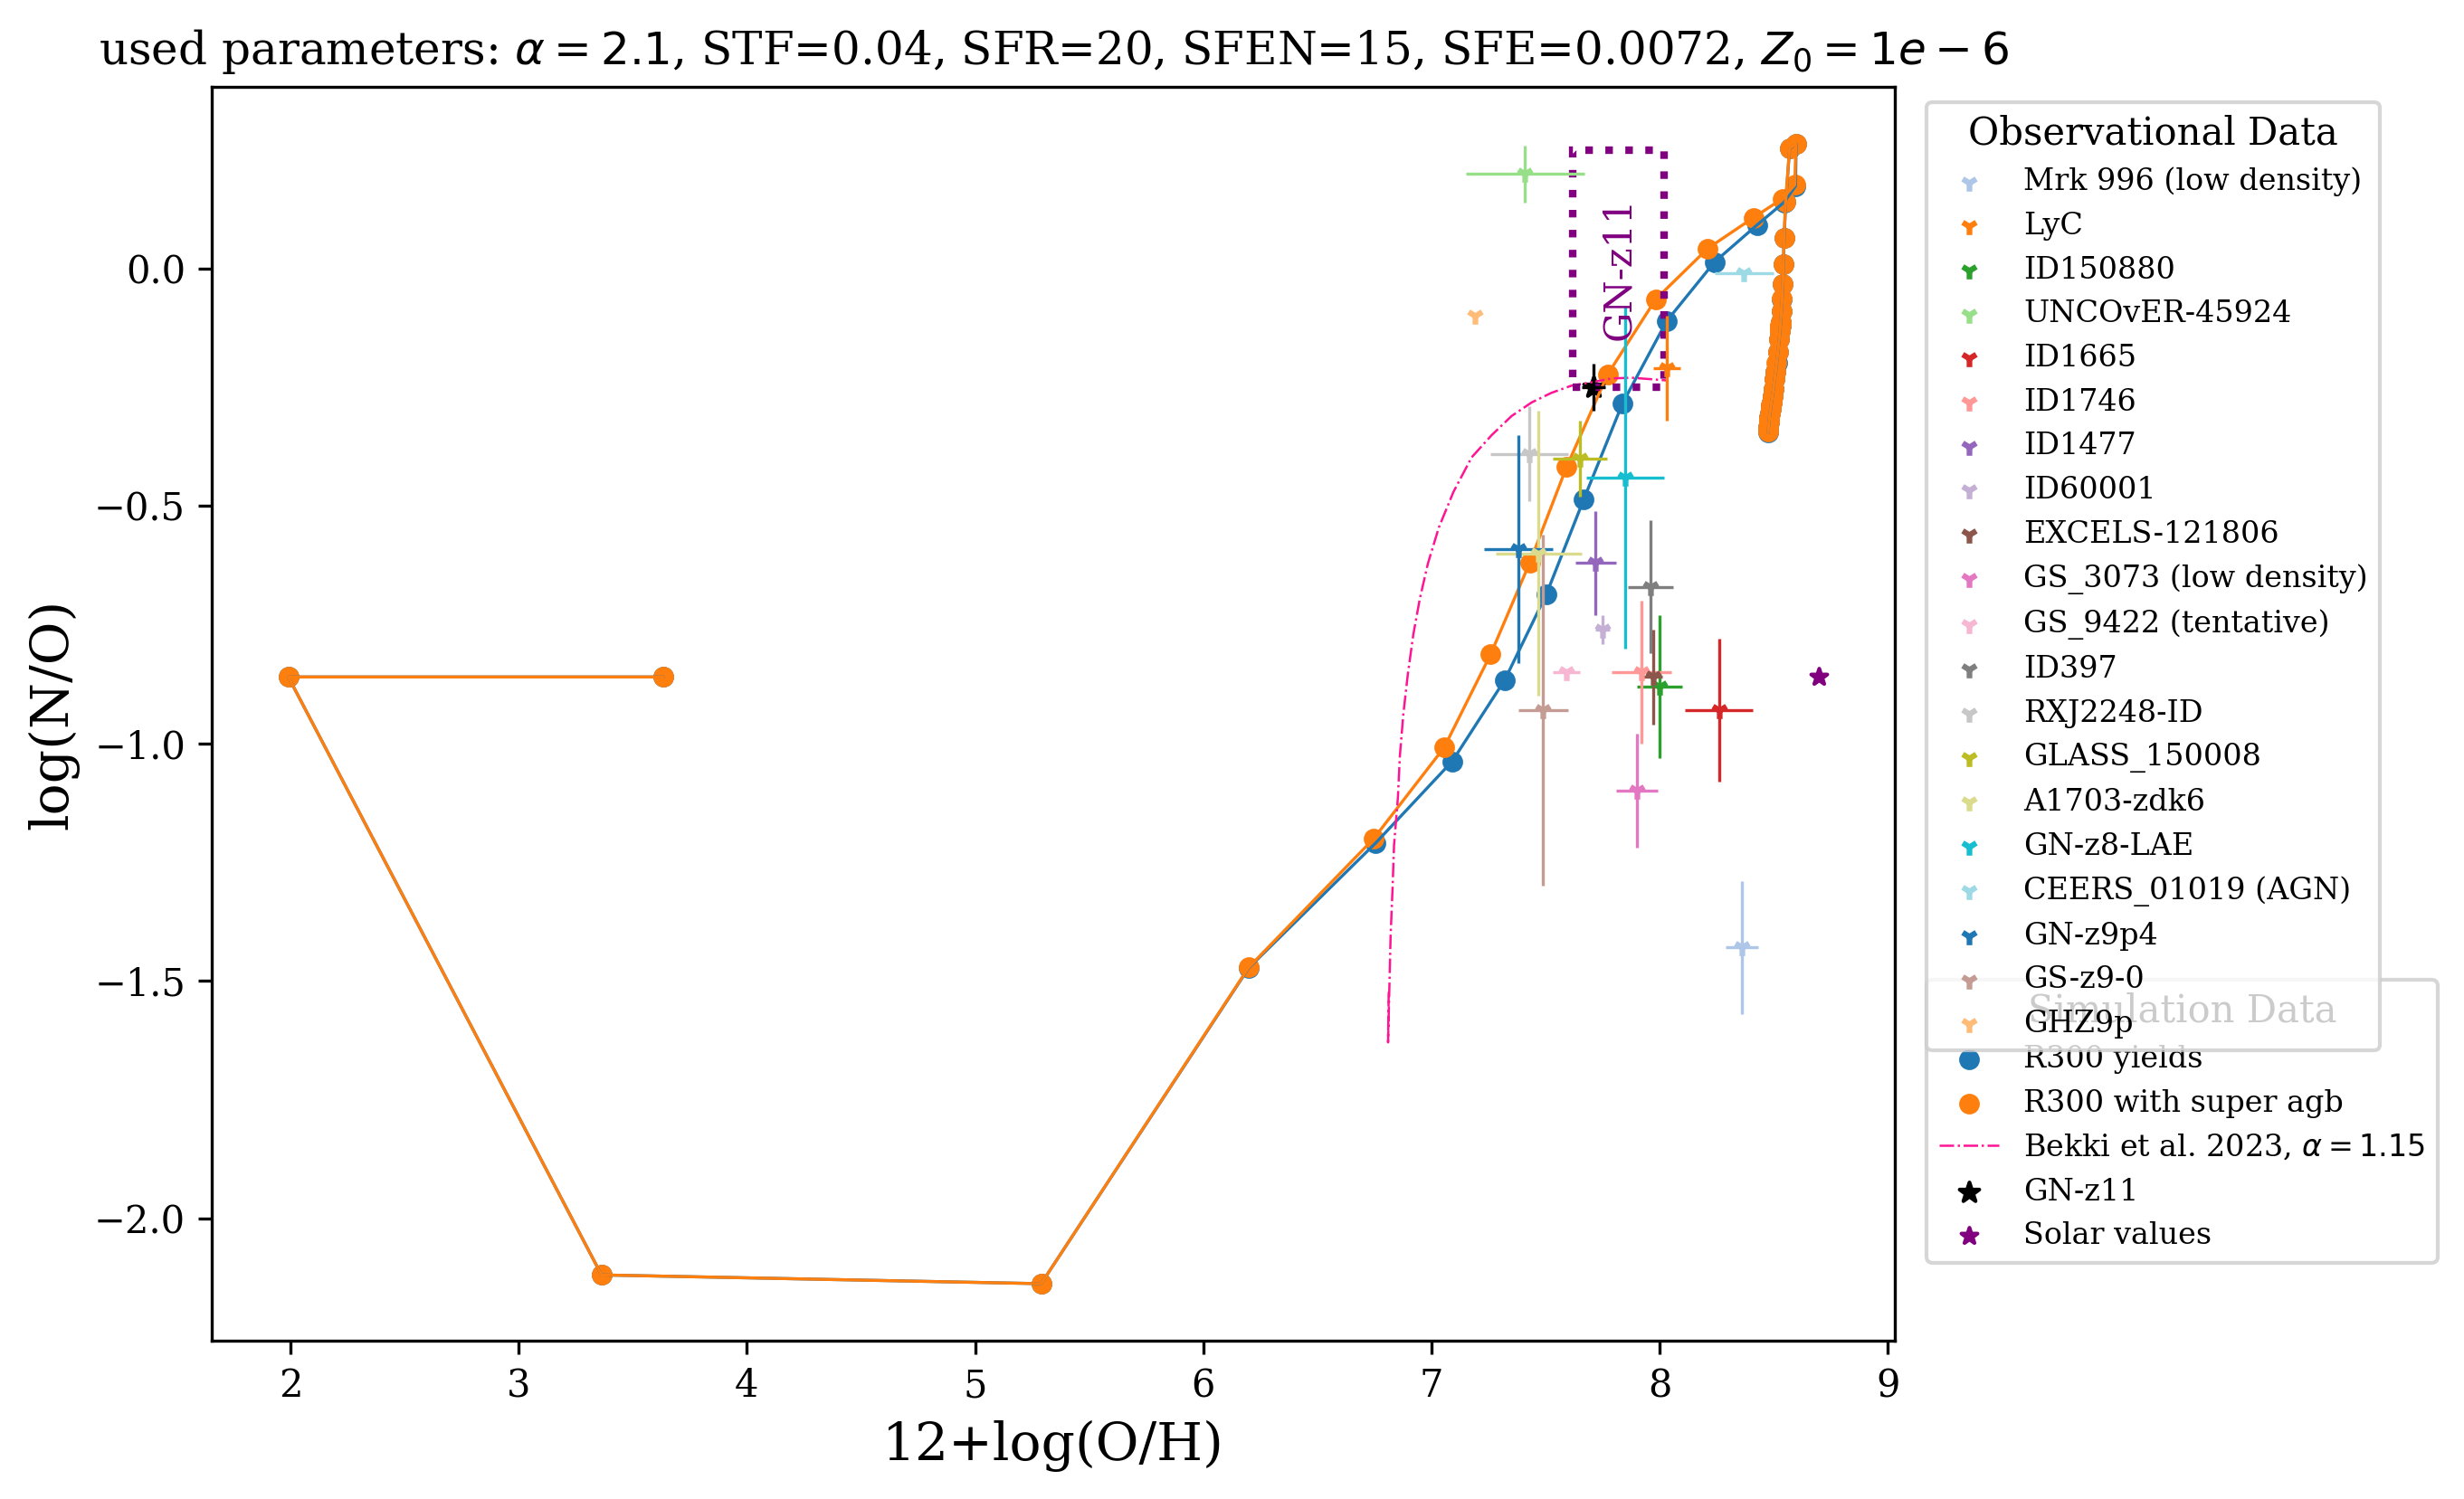 used parameters: α = 2.1, STF=0.04, SFR=20, SFEN=15, SFE=0.0072, Z₀ = 1e − 6
log(N/O)
0.0
−0.5
−1.0
−1.5
−2.0
GN-z11
2 3 4 5 6 7 8 9
12+log(O/H)
Observational Data
Mrk 996 (low density)
LyC
ID150880
UNCOvER-45924
ID1665
ID1746
ID1477
ID60001
EXCELS-121806
GS_3073 (low density)
GS_9422 (tentative)
ID397
RXJ2248-ID
GLASS_150008
A1703-zdk6
GN-z8-LAE
CEERS_01019 (AGN)
GN-z9p4
GS-z9-0
GHZ9p
Simulation Data
R300 yields
R300 with super agb
Bekki et al. 2023, α = 1.15
GN-z11
Solar values